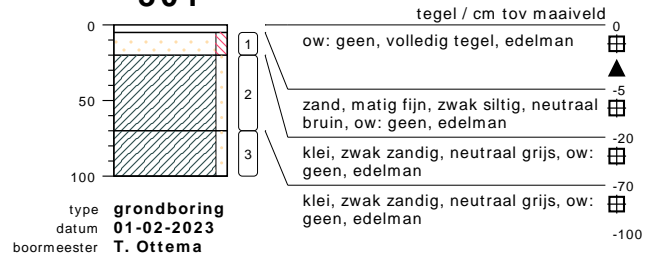 tegel / cm tov maaiveld
0
0
ow: geen, volledig tegel, edelman
1
-5
50
2
zand, matig fijn, zwak siltig, neutraal
bruin, ow: geen, edelman
-20
3
klei, zwak zandig, neutraal grijs, ow:
geen, edelman
100
-70
klei, zwak zandig, neutraal grijs, ow:
geen, edelman
-100
type grondboring
datum 01-02-2023
boormeester T. Ottema